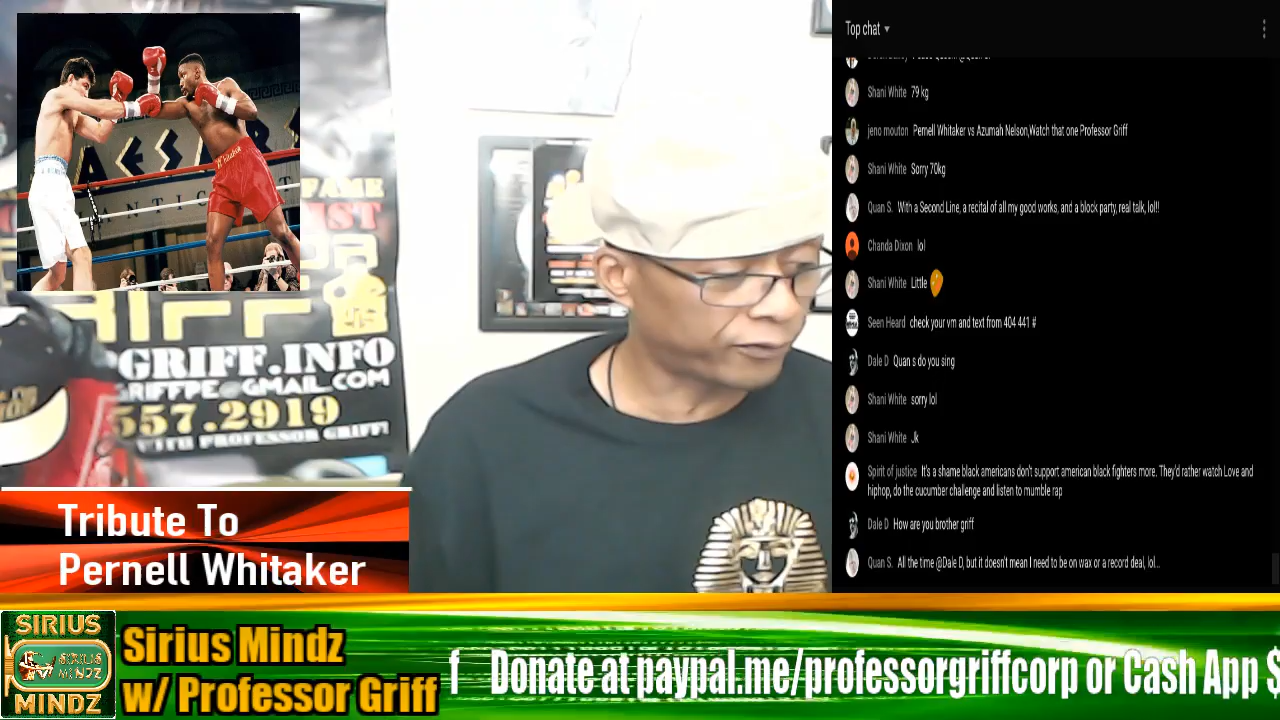 CAESARS
ANTIC
Whitaker
FAME
GRIFF
PGRIFF.INFO
GRIFFPE@GMAIL.COM
557.2919
WITH PROFESSOR GRIFF!
Tribute To
Pernell Whitaker
Top chat
Shani White 79 kg
jeno mouton Pernell Whitaker vs Azumah Nelson,Watch that one Professor Griff
Shani White Sorry 70kg
Quan S. With a Second Line, a recital of all my good works, and a block party, real talk, lol!!
Chanda Dixon lol
Shani White Little
Seen Heard check your vm and text from 404 441 #
Dale D Quan s do you sing
Shani White sorry lol
Shani White Jk
Spirit of justice It's a shame black americans don't support american black fighters more. They'd rather watch Love and
hiphop, do the cucumber challenge and listen to mumble rap
Dale D How are you brother griff
Quan S. All the time @Dale D, but it doesn't mean I need to be on wax or a record deal, lol...
SIRIUS
SIRIUS
MINDZ
MINDZ
Sirius Mindz
w/ Professor Griff
f Donate at paypal.me/professorgriffcorp or Cash App $